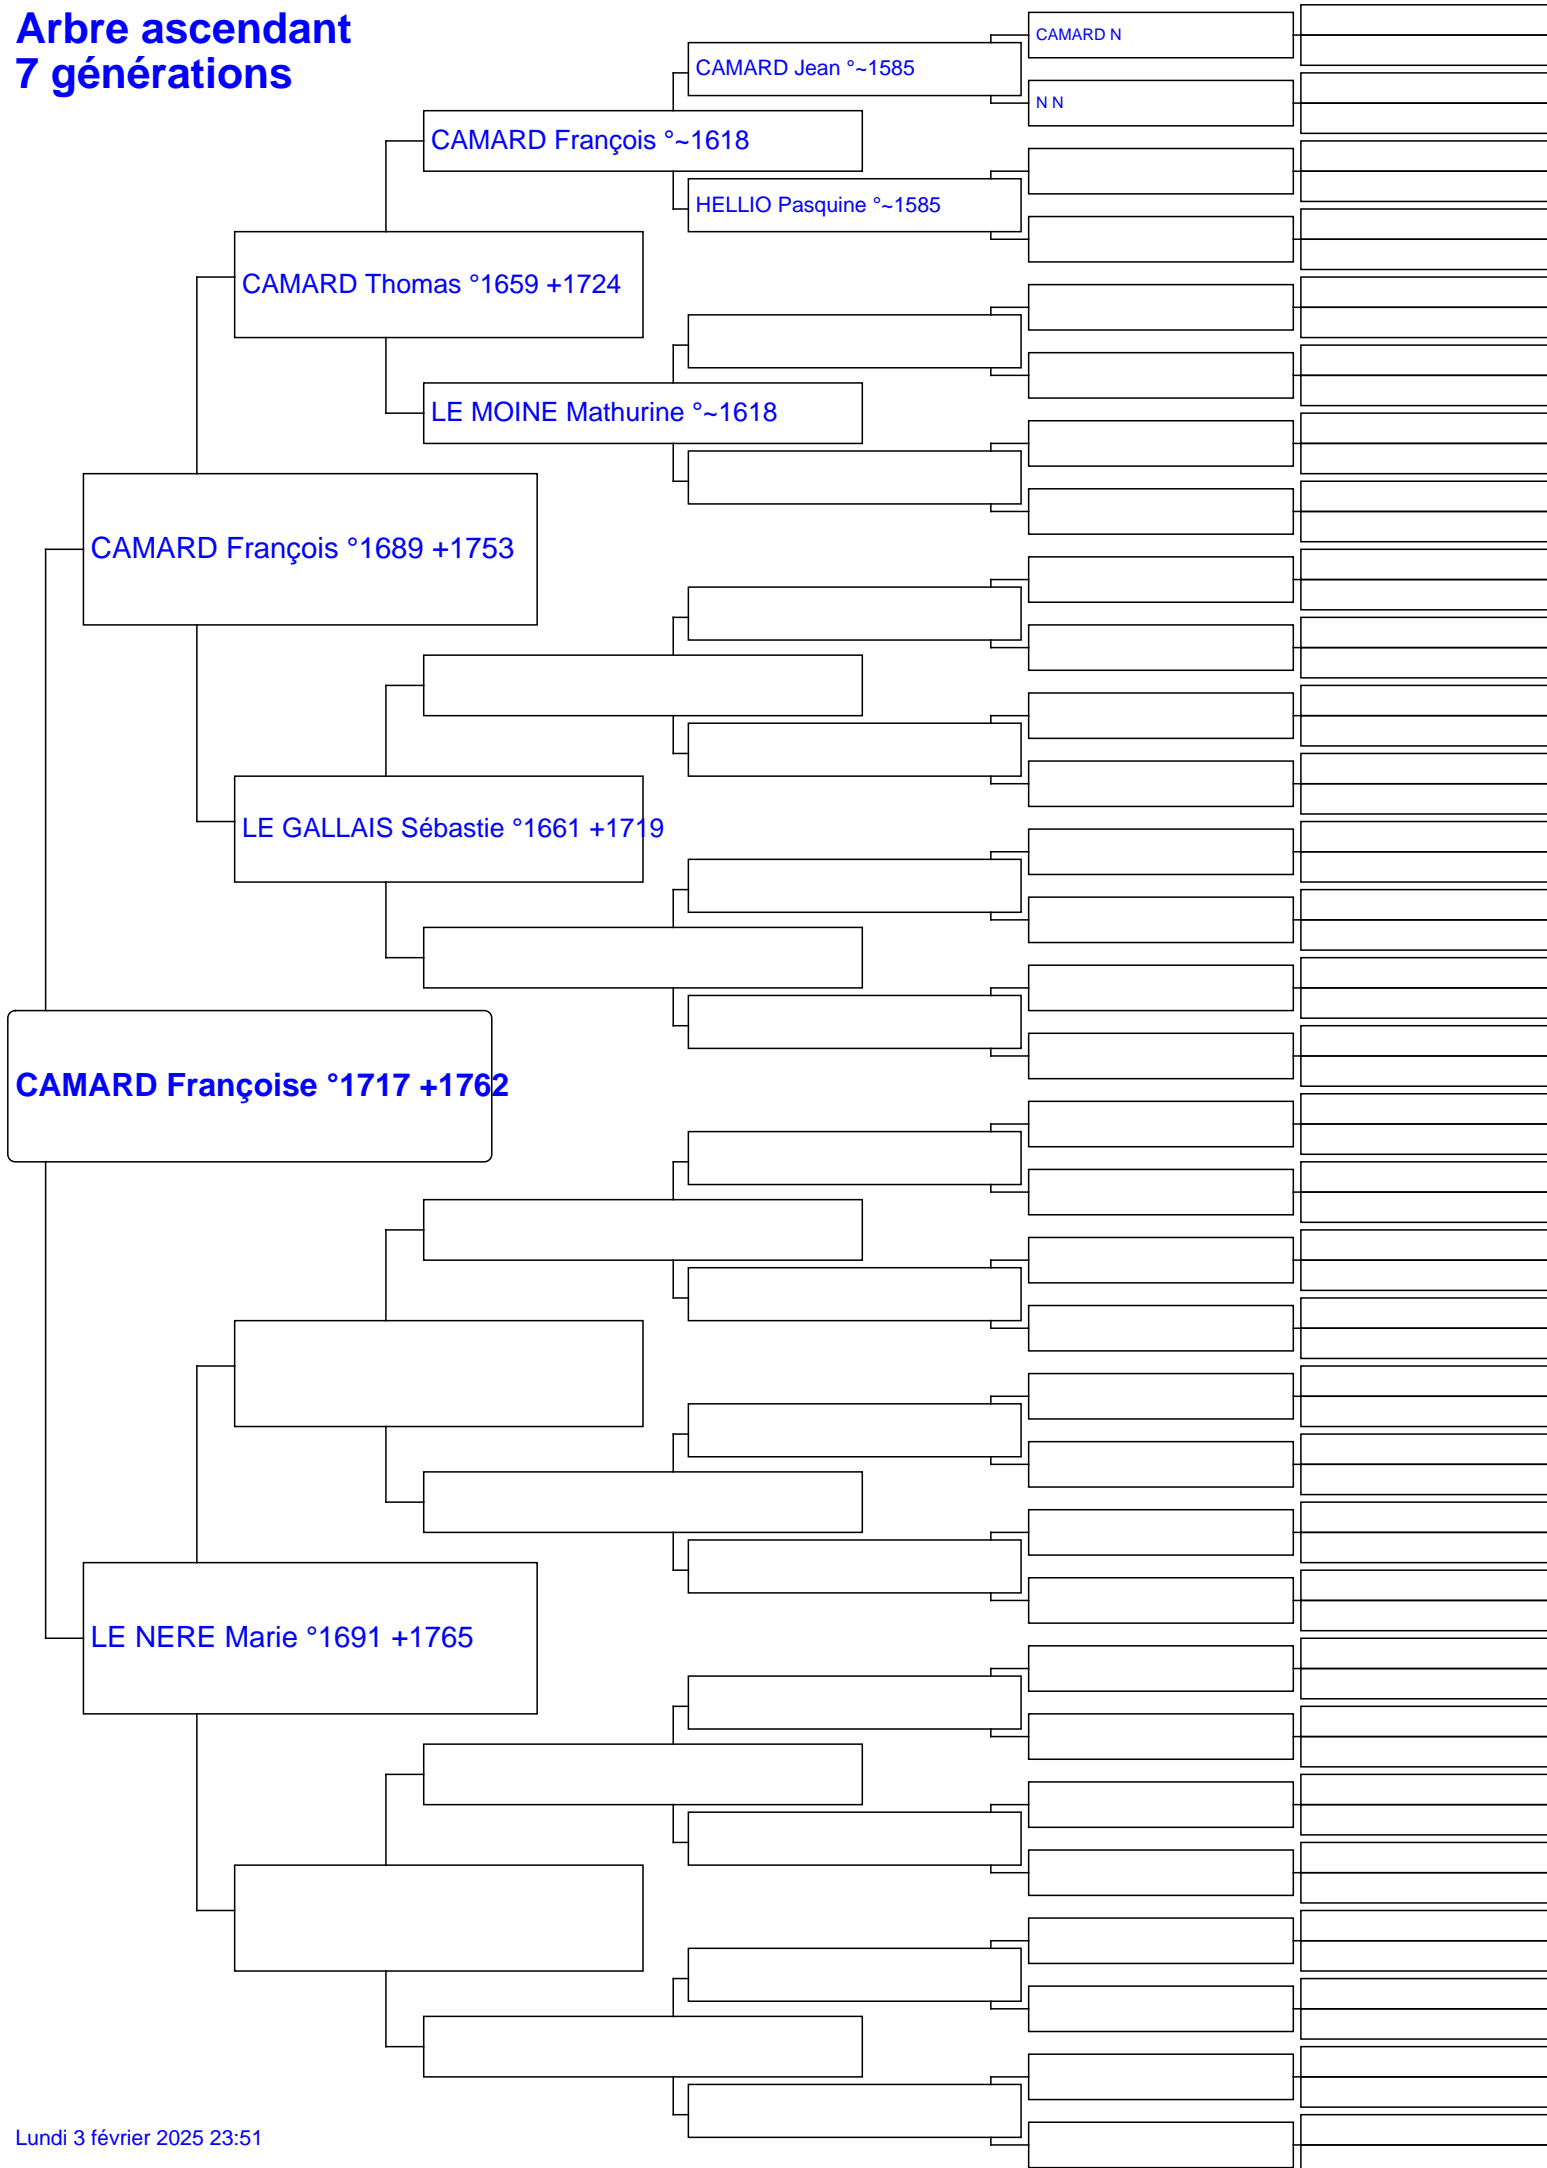 Arbre ascendant
7 générations
CAMARD N
CAMARD Jean °~1585
N N
CAMARD François °~1618
HELLIO Pasquine °~1585
CAMARD Thomas °1659 +1724
LE MOINE Mathurine °~1618
CAMARD François °1689 +1753
LE GALLAIS Sébastie °1661 +1719
CAMARD Françoise °1717 +1762
LE NERE Marie °1691 +1765
Lundi 3 février 2025 23:51